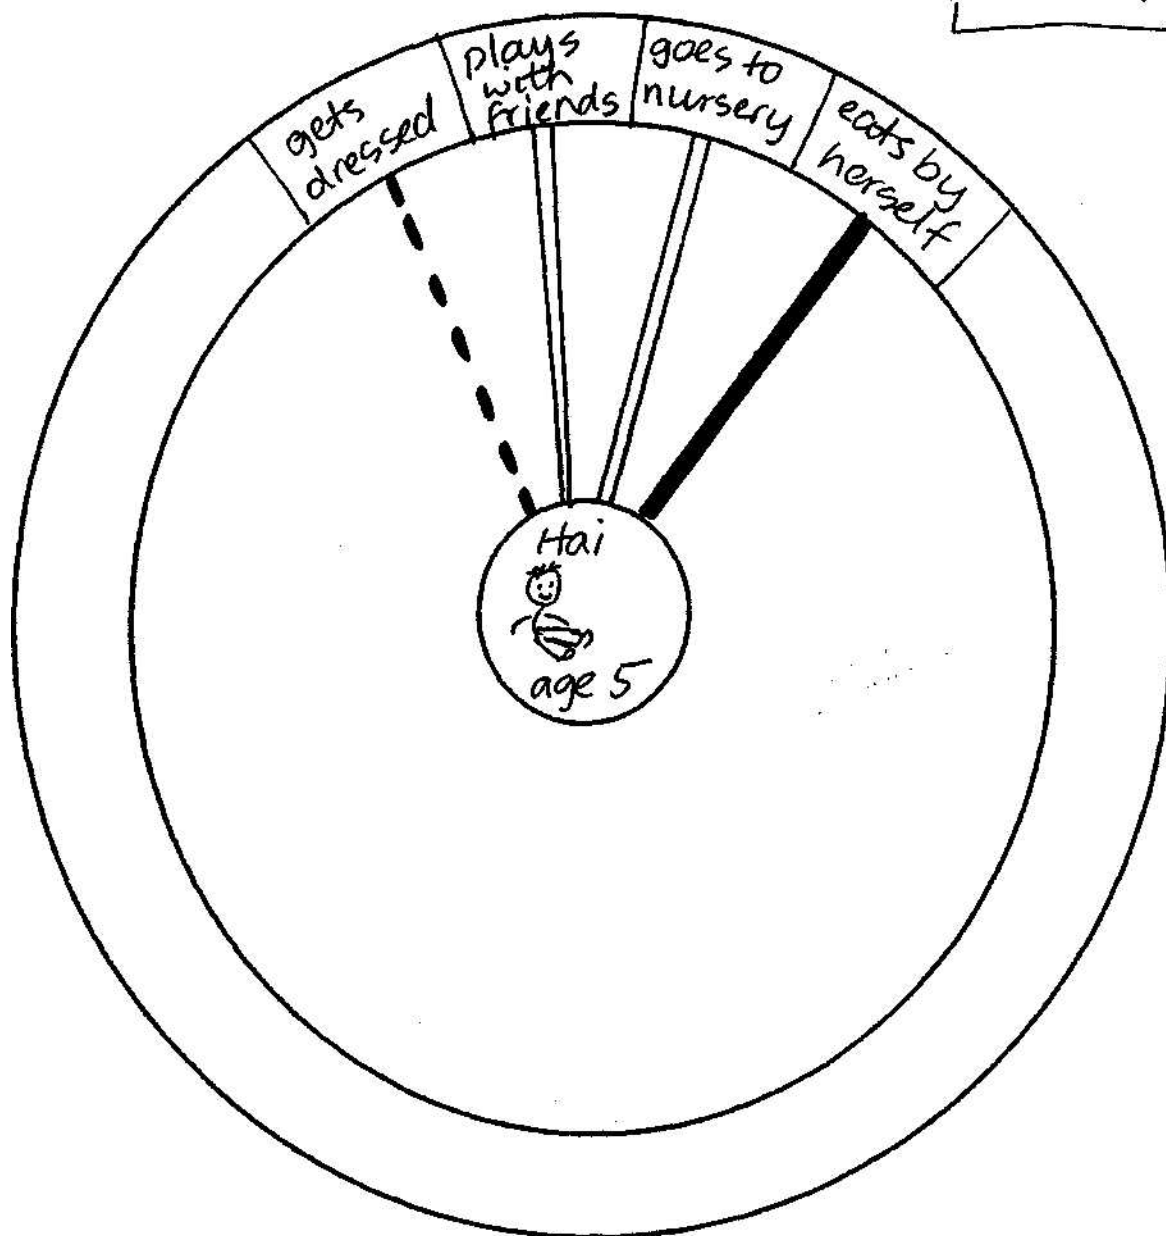 gets
dressed
plays
with
friends
goes to
nursery
eats by
herself
Hai
age 5